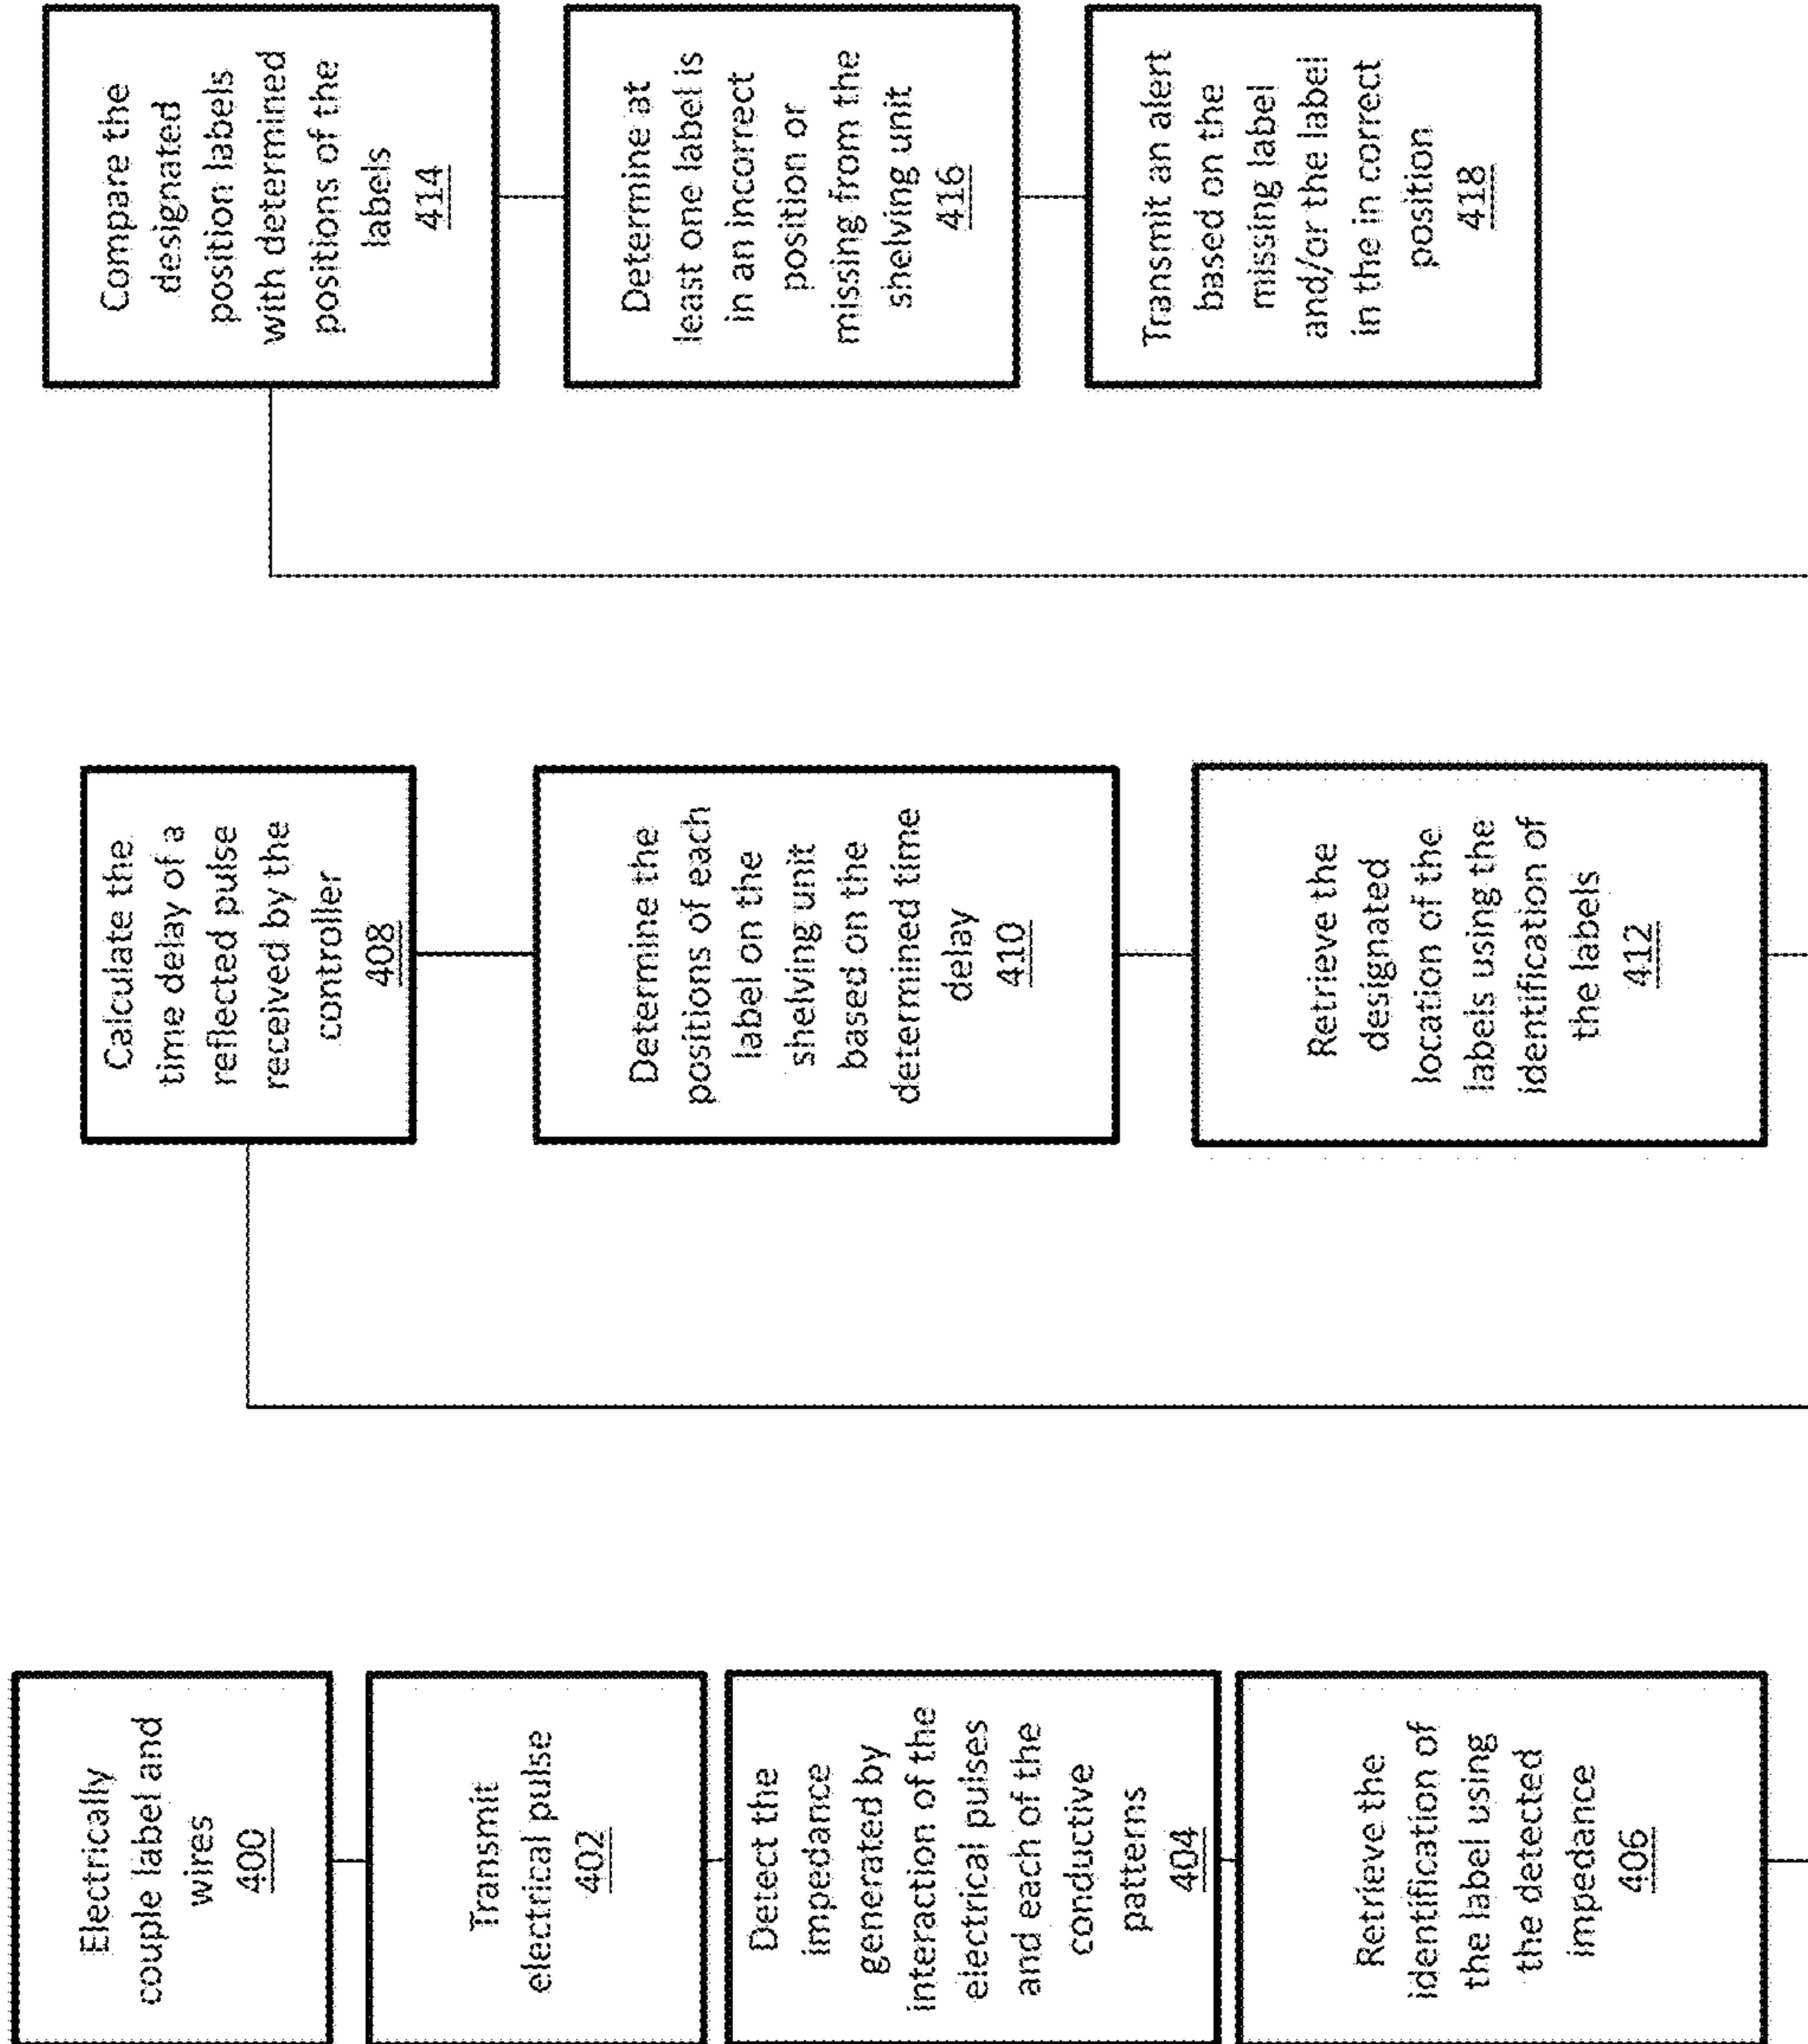 Electrically
couple label and
wires
400
Transmit
electrical pulse
402
Detect the
impedance
generated by
interaction of the
electrical pulses
and each of the
conductive
patterns
404
Retrieve the
identification of
the label using
the detected
impedance
406
Calculate the
time delay of a
reflected pulse
received by the
controller
408
Determine the
positions of each
label on the
shelving unit
based on the
determined time
delay
410
Retrieve the
designated
location of the
labels using the
identification of
the labels
412
Compare the
designated
position labels
with determined
positions of the
labels
414
Determine at
least one label is
in an incorrect
position or
missing from the
shelving unit
416
Transmit an alert
based on the
missing label
and/or the label
in the in correct
position
418